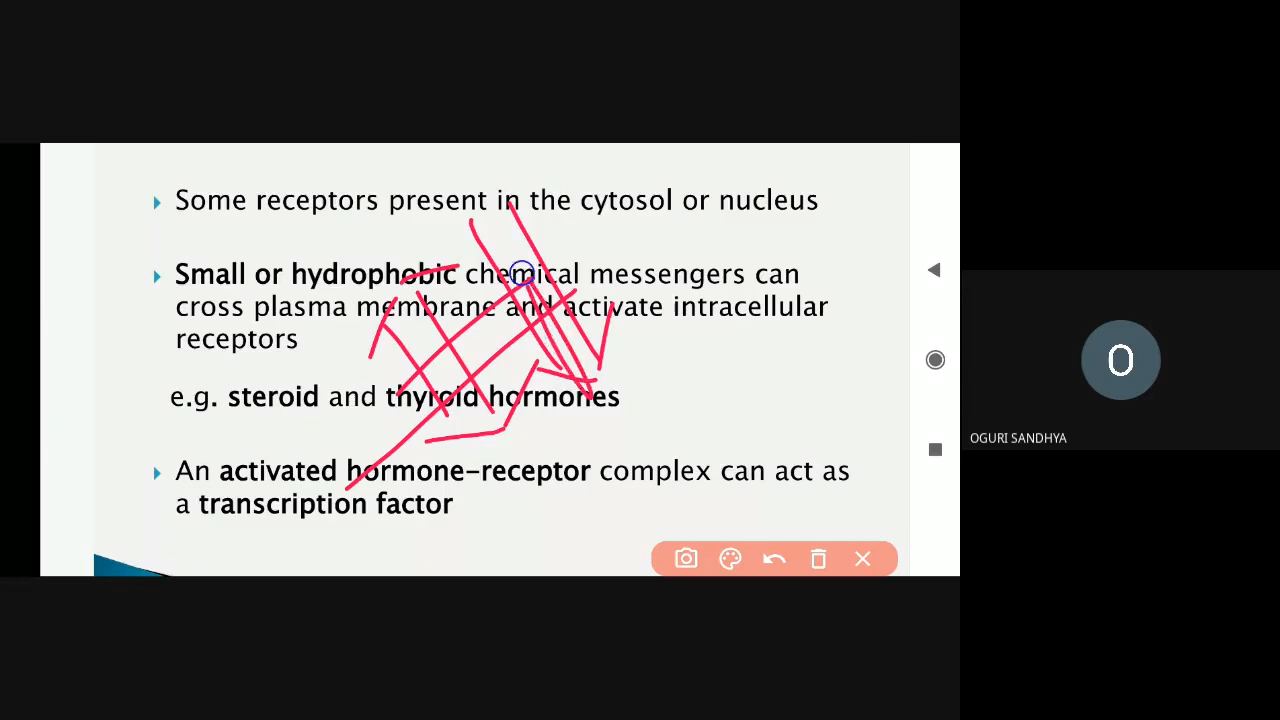 Some receptors present in the cytosol or nucleus
Small or hydrophobic chemical messengers can
cross plasma membrane and activate intracellular
receptors
e.g. steroid and thyroid hormones
An activated hormone-receptor complex can act as
a transcription factor
O
OGURI SANDHYA